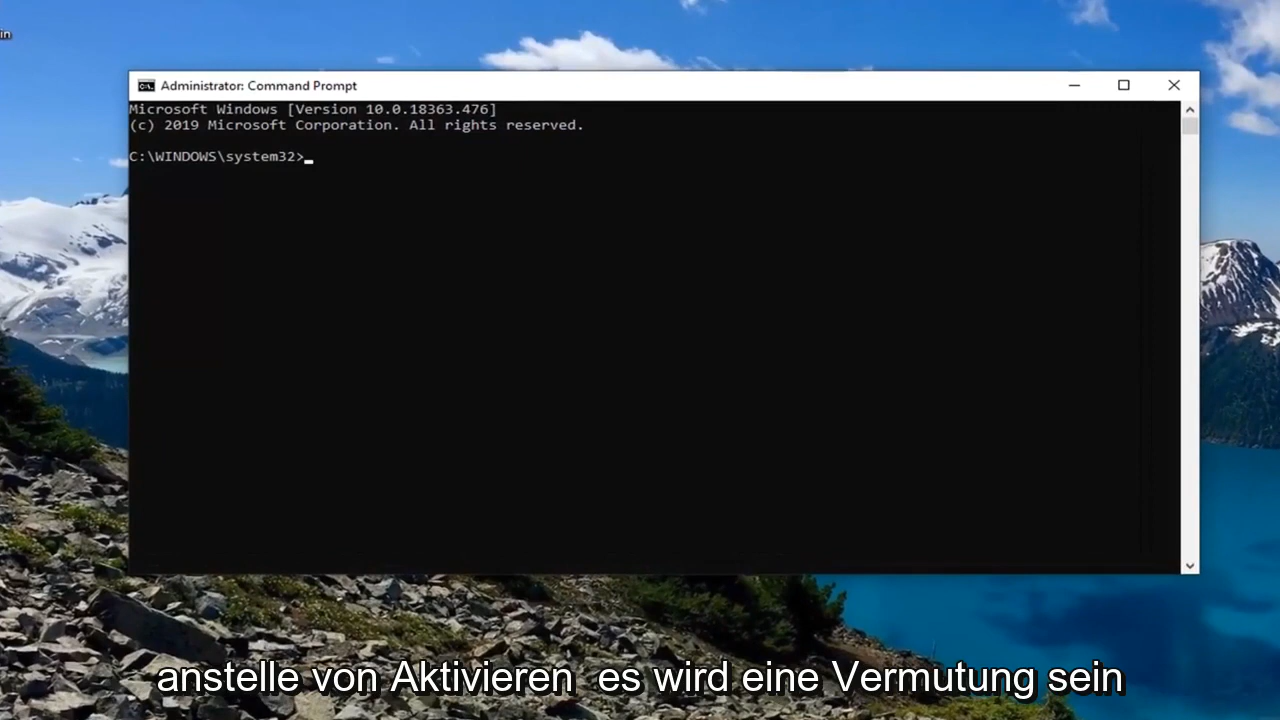 in
Administrator: Command Prompt
Microsoft Windows [Version 10.0.18363.476]
(c) 2019 Microsoft Corporation. All rights reserved.
C:\WINDOWS\system32>
anstelle von Aktivieren  es wird eine Vermutung sein